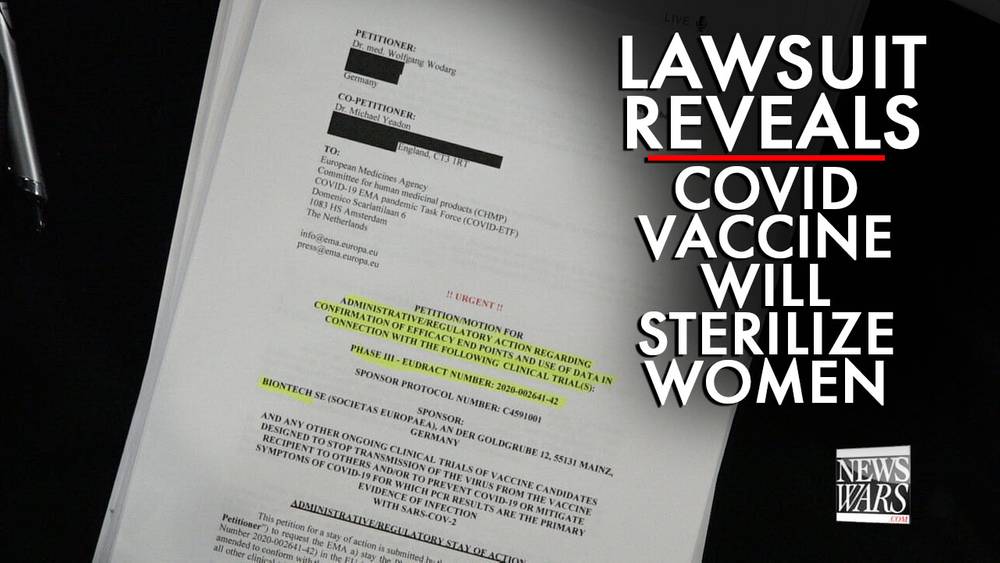 LIVE
LAWSUIT
REVEALS
COVID
VACCINE
WILL
STERILIZE
WOMEN
NEWS
WARS
.COM
PETITIONER:
Dr. med. Wolfgang Wodarg
Germany
CO-PETITIONER:
Dr. Michael Yeadon
England, CT3 1RT
TO:
European Medicines Agency
Committee for human medicinal products (CHMP)
COVID-19 EMA pandemic Task Force (COVID-ETF)
Domenico Scarlattilaan 6
1083 HS Amsterdam
The Netherlands
info@ema.europa.eu
press@ema.europa.eu
!! URGENT !!
PETITION/MOTION FOR
ADMINISTRATIVE/REGULATORY ACTION REGARDING
CONFIRMATION OF EFFICACY END POINTS AND USE OF DATA IN
CONNECTION WITH THE FOLLOWING CLINICAL TRIAL(S):
PHASE III - EUDRACT NUMBER: 2020-002641-42
SPONSOR PROTOCOL NUMBER: C4591001
SPONSOR:
BIONTECH SE (SOCIETAS EUROPAEA), AN DER GOLDGRUBE 12, 55131 MAINZ,
GERMANY
AND ANY OTHER ONGOING CLINICAL TRIALS OF VACCINE CANDIDATES
DESIGNED TO STOP TRANSMISSION OF THE VIRUS FROM THE VACCINE
RECIPIENT TO OTHERS AND/OR TO PREVENT COVID-19 OR MITIGATE
SYMPTOMS OF COVID-19 FOR WHICH PCR RESULTS ARE THE PRIMARY
EVIDENCE OF INFECTION
WITH SARS-COV-2
ADMINISTRATIVE/REGULATORY STAY OF ACTION
This petition for a stay of action is submitted by
Petitioner") to request the EMA a) stay the
Number 2020-002641-42) in the EU
amended to conform with the
all other clinical